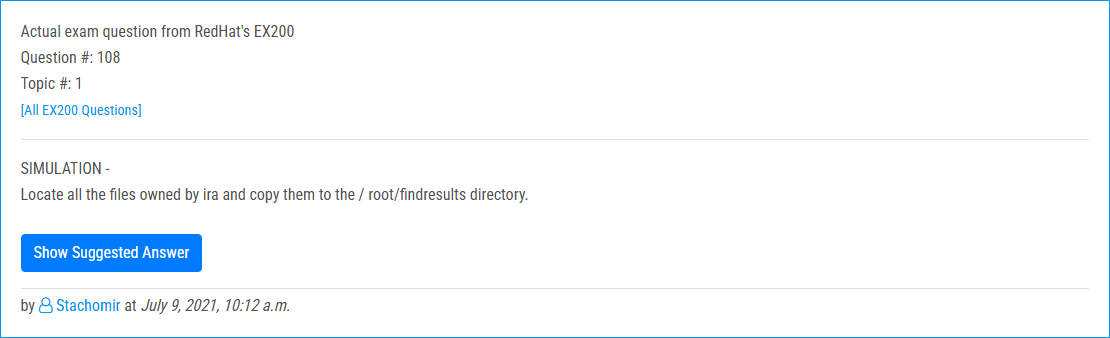 Actual exam question from RedHat's EX200
Question #: 108
Topic #: 1
[All EX200 Questions]
SIMULATION -
Locate all the files owned by ira and copy them to the / root/findresults directory.
Show Suggested Answer
by Stachomir at July 9, 2021, 10:12 a.m.